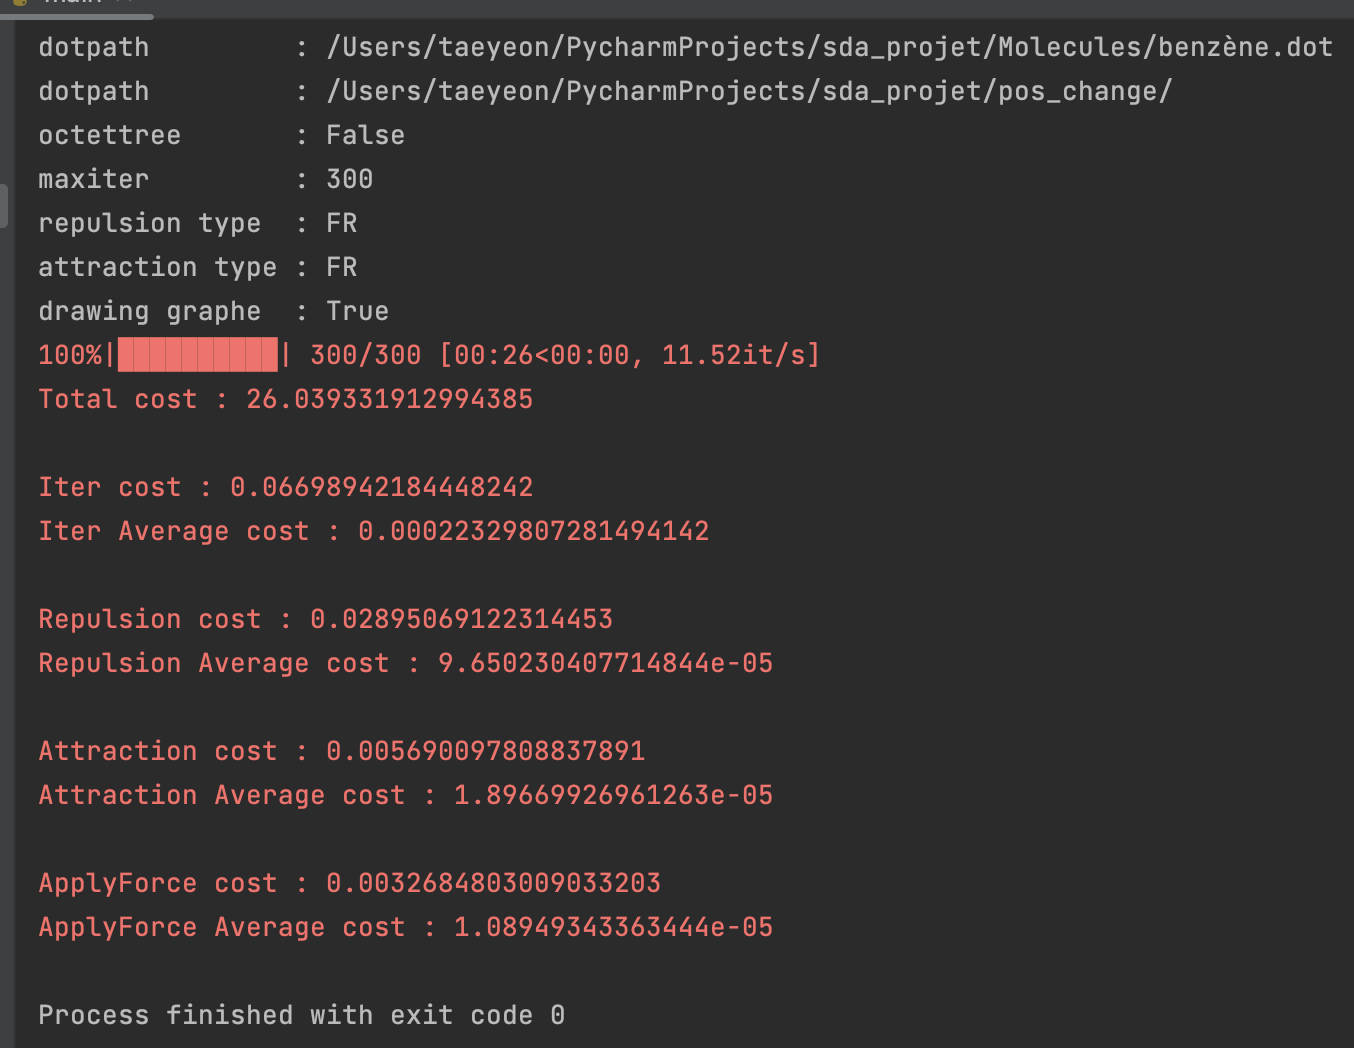 dotpath         : /Users/taeyeon/PycharmProjects/sda_projet/Molecules/benzène.dot
dotpath         : /Users/taeyeon/PycharmProjects/sda_projet/pos_change/
octettree       : False
maxiter         : 300
repulsion type  : FR
attraction type : FR
drawing graphe  : True
100%|██████████| 300/300 [00:26<00:00, 11.52it/s]
Total cost : 26.039331912994385
Iter cost : 0.06698942184448242
Iter Average cost : 0.00022329807281494142
Repulsion cost : 0.02895069122314453
Repulsion Average cost : 9.650230407714844e-05
Attraction cost : 0.005690097808837891
Attraction Average cost : 1.89669926961263e-05
ApplyForce cost : 0.0032684803009033203
ApplyForce Average cost : 1.08949343363444e-05
Process finished with exit code 0